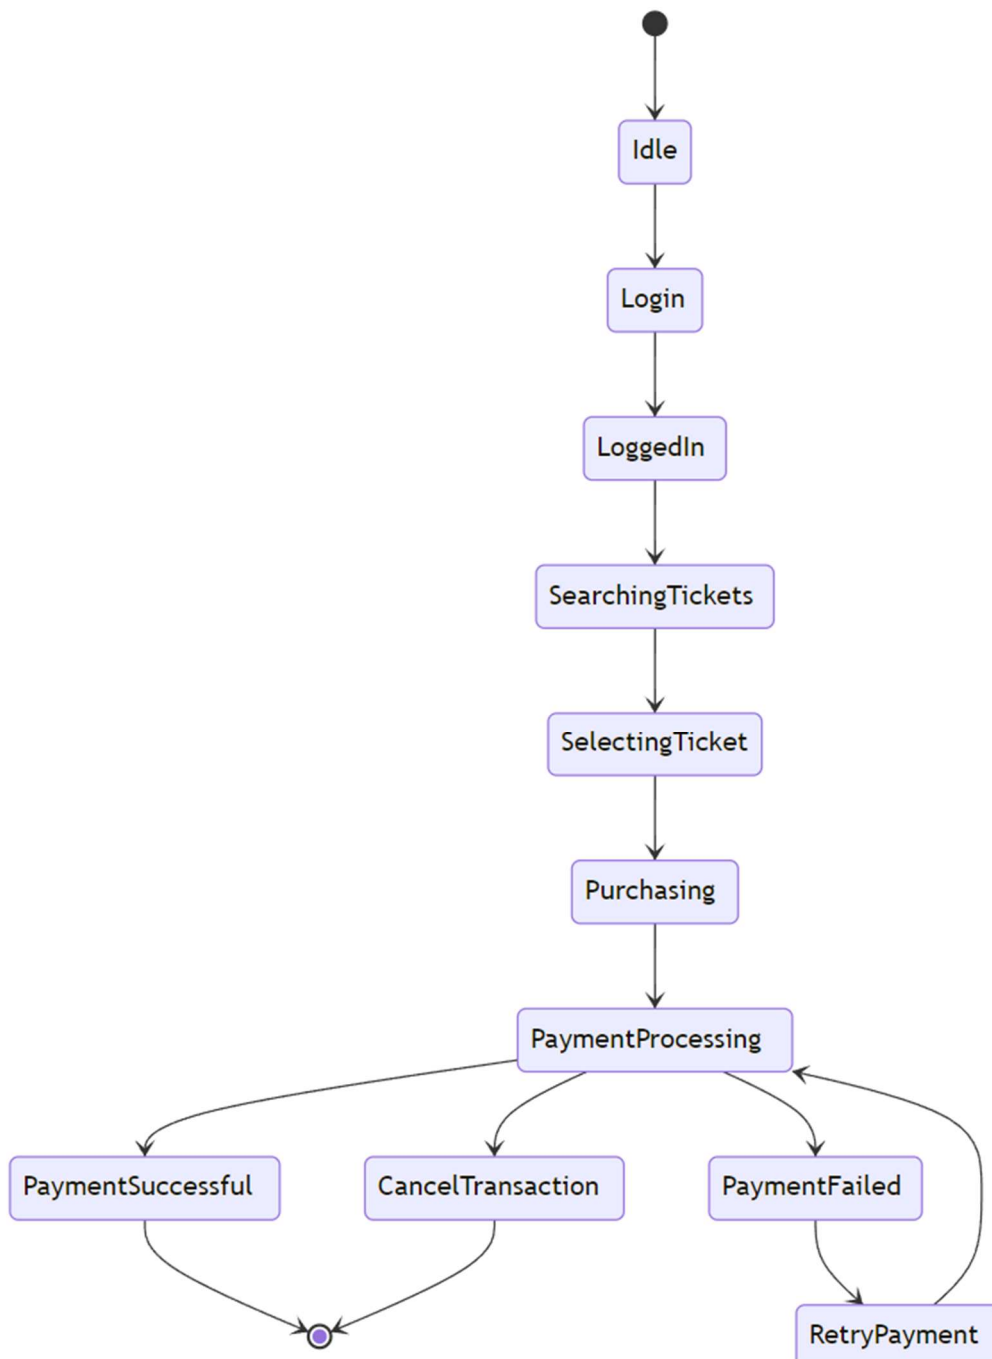 Idle
Login
LoggedIn
SearchingTickets
SelectingTicket
Purchasing
PaymentProcessing
PaymentSuccessful
CancelTransaction
PaymentFailed
RetryPayment